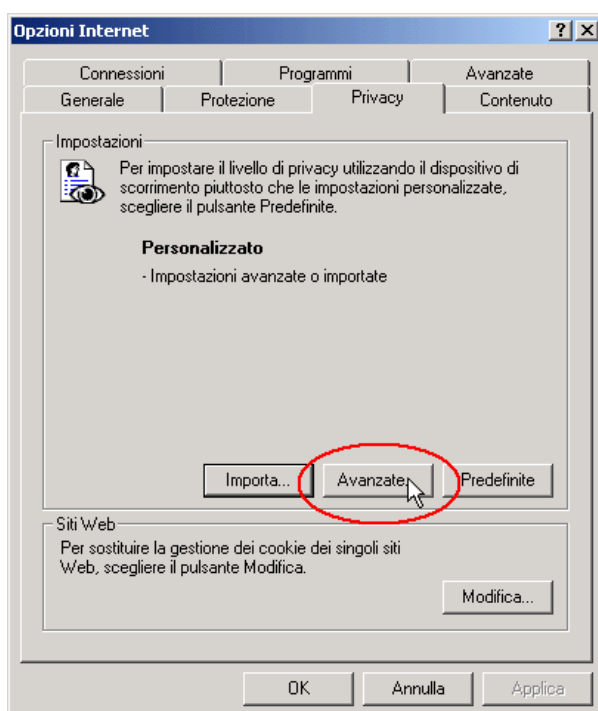 Opzioni Internet
? ×
Connessioni Programmi Avanzate
Generale Protezione Privacy Contenuto
Impostazioni
Per impostare il livello di privacy utilizzando il dispositivo di
scorrimento piuttosto che le impostazioni personalizzate,
scegliere il pulsante Predefinite.
Personalizzato
- Impostazioni avanzate o importate
Importa... Avanzate... Predefinite
Siti Web
Per sostituire la gestione dei cookie dei singoli siti
Web, scegliere il pulsante Modifica.
Modifica...
OK Annulla Applica